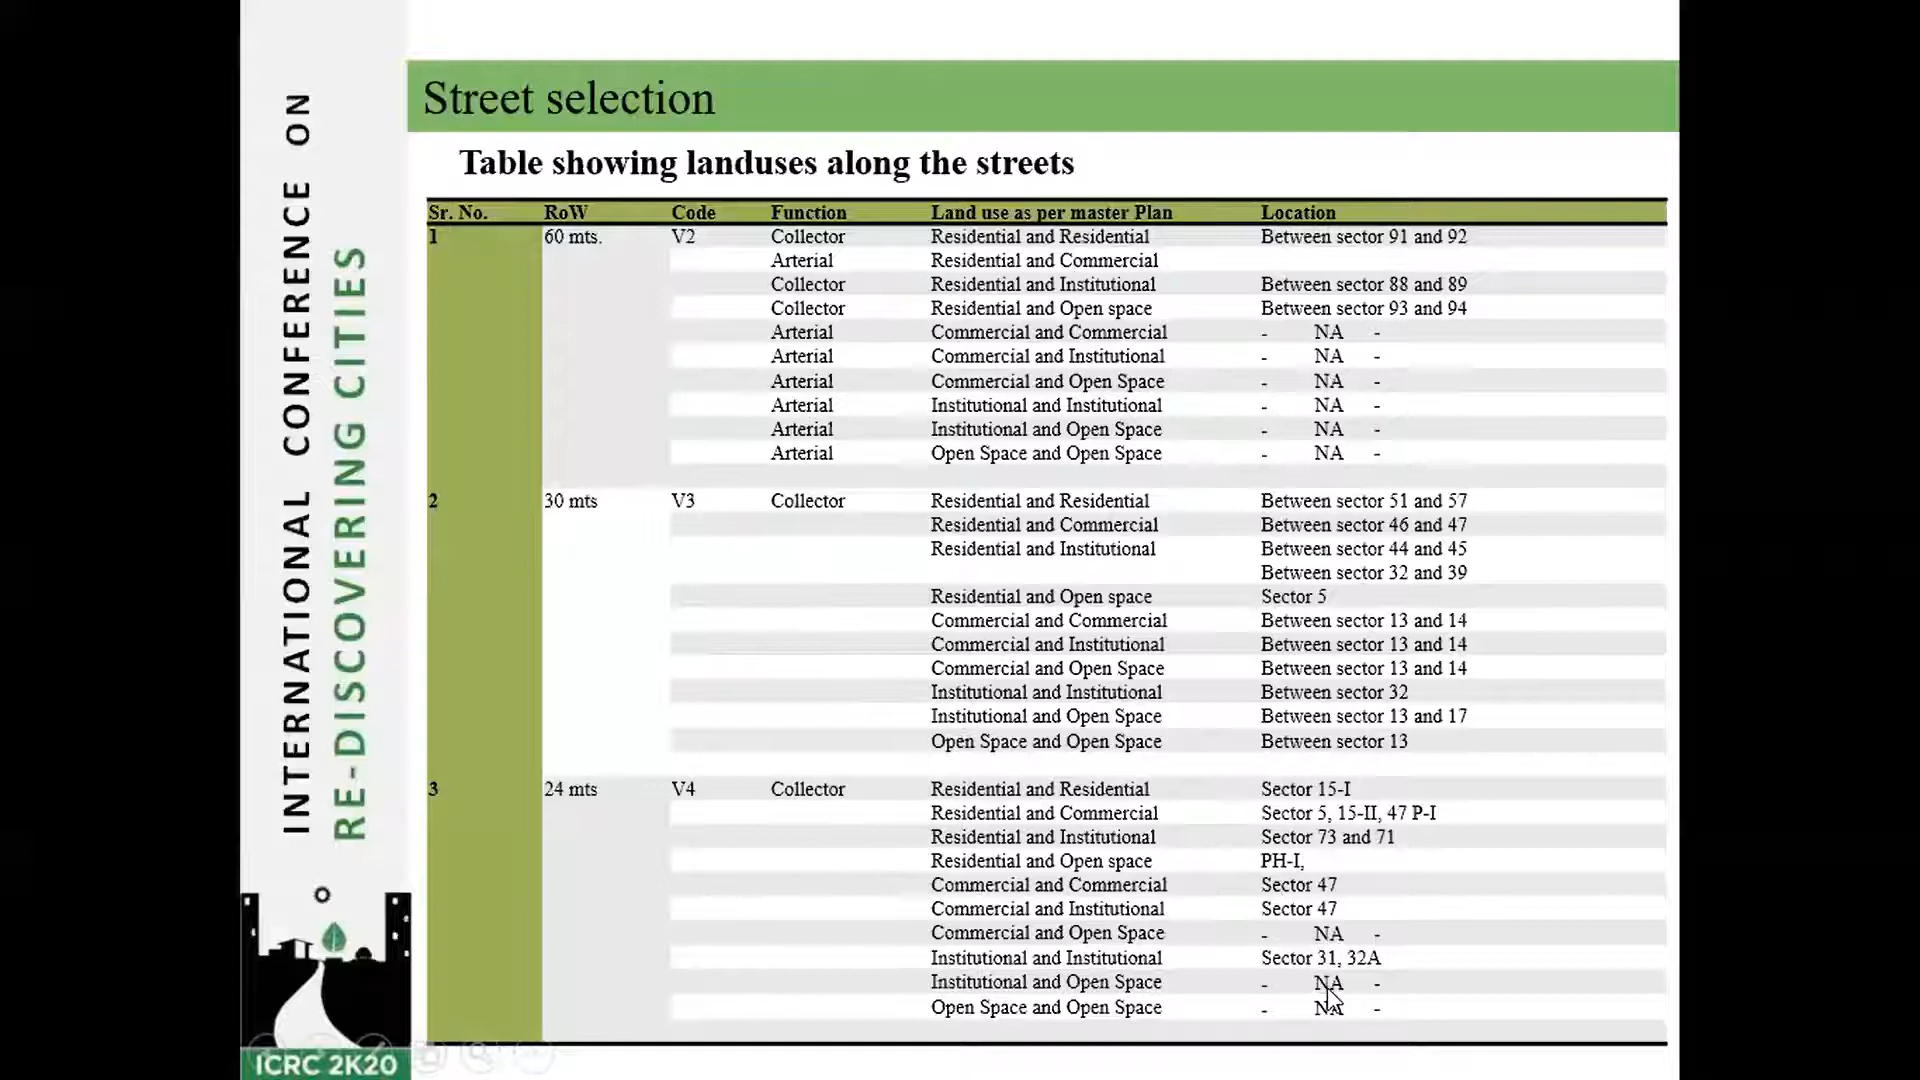 INTERNATIONAL CONFERENCE ON
RE-DISCOVERING CITIES
ICRC 2K20
Street selection
Table showing landuses along the streets
Sr. No. RoW Code Function Land use as per master Plan Location
1 60 mts. V2 Collector Residential and Residential Between sector 91 and 92
Arterial Residential and Commercial
Collector Residential and Institutional Between sector 88 and 89
Collector Residential and Open space Between sector 93 and 94
Arterial Commercial and Commercial - NA -
Arterial Commercial and Institutional - NA -
Arterial Commercial and Open Space - NA -
Arterial Institutional and Institutional - NA -
Arterial Institutional and Open Space - NA -
Arterial Open Space and Open Space - NA -
2 30 mts V3 Collector Residential and Residential Between sector 51 and 57
Residential and Commercial Between sector 46 and 47
Residential and Institutional Between sector 44 and 45
Between sector 32 and 39
Residential and Open space Sector 5
Commercial and Commercial Between sector 13 and 14
Commercial and Institutional Between sector 13 and 14
Commercial and Open Space Between sector 13 and 14
Institutional and Institutional Between sector 32
Institutional and Open Space Between sector 13 and 17
Open Space and Open Space Between sector 13
3 24 mts V4 Collector Residential and Residential Sector 15-I
Residential and Commercial Sector 5, 15-II, 47 P-I
Residential and Institutional Sector 73 and 71
Residential and Open space PH-I,
Commercial and Commercial Sector 47
Commercial and Institutional Sector 47
Commercial and Open Space - NA -
Institutional and Institutional Sector 31, 32A
Institutional and Open Space - NA -
Open Space and Open Space - NA -